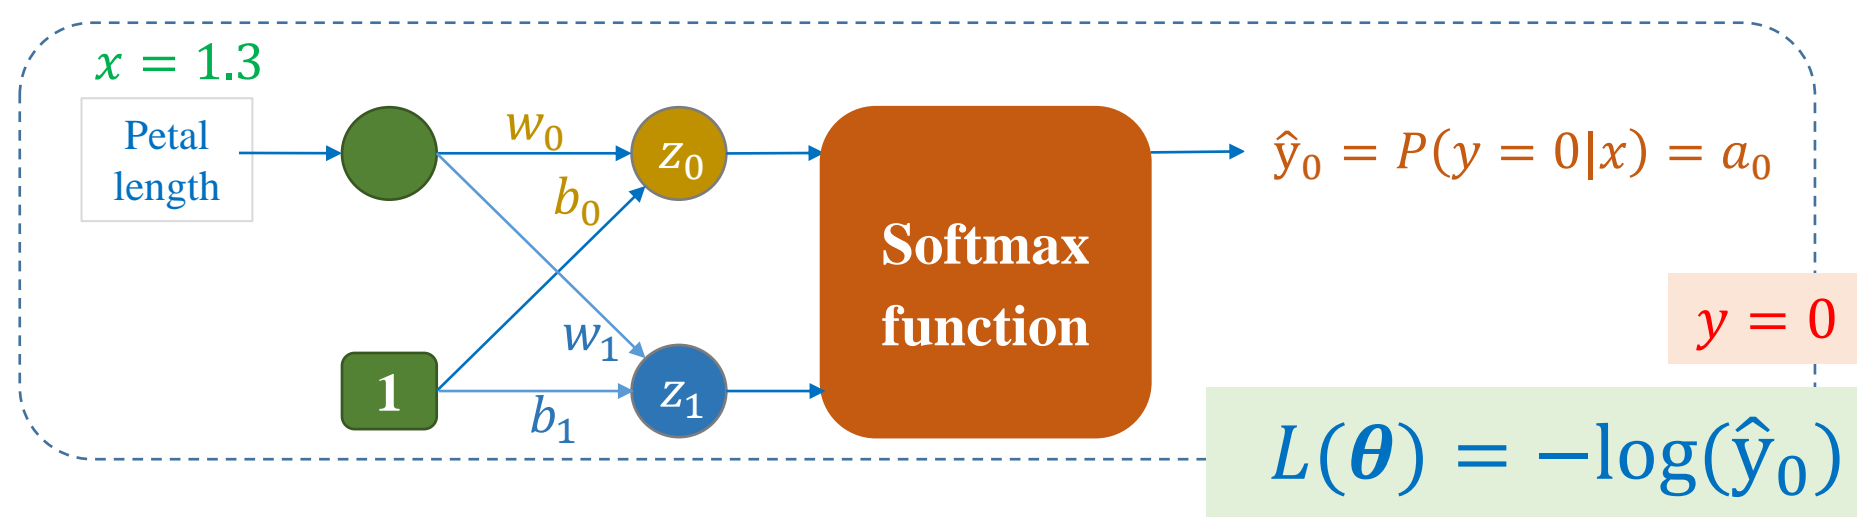 x = 1.3
Petal
length
w₀
b₀
z₀
Softmax
function
ŷ₀ = P(y = 0|x) = a₀
1
w₁
b₁
z₁
y = 0
L(θ) = −log(ŷ₀)